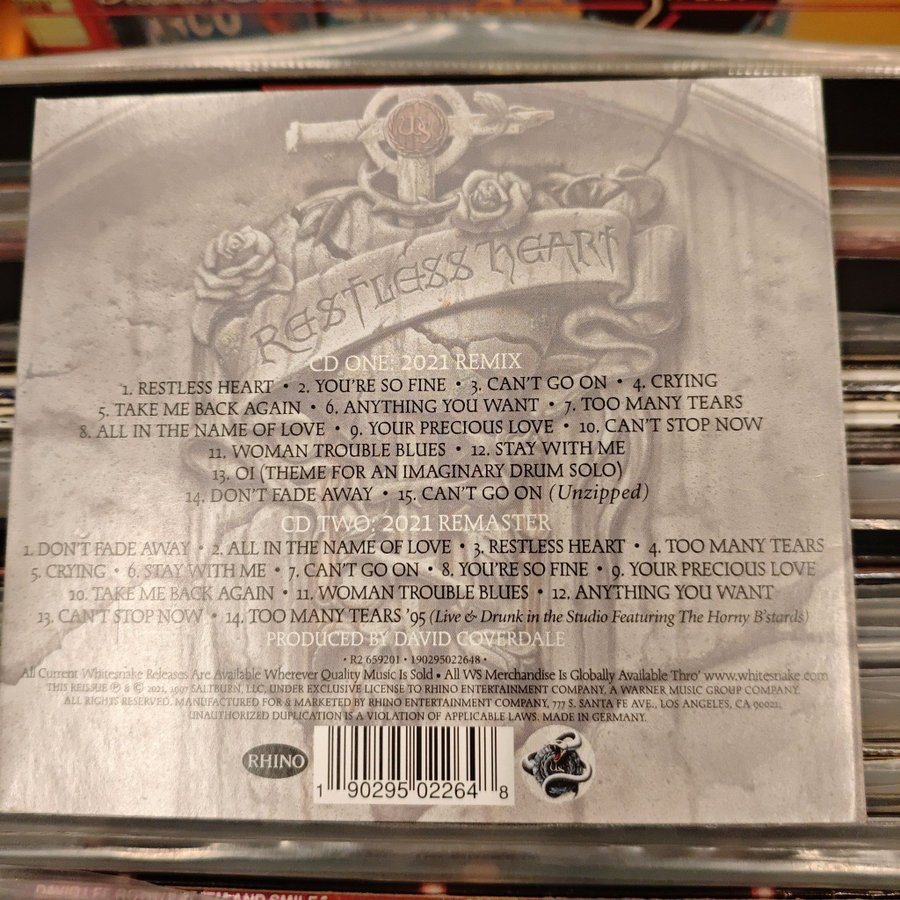 RESTLESS HEART
CD ONE: 2021 REMIX
1. RESTLESS HEART • 2. YOU'RE SO FINE • 3. CAN'T GO ON • 4. CRYING
5. TAKE ME BACK AGAIN • 6. ANYTHING YOU WANT • 7. TOO MANY TEARS
8. ALL IN THE NAME OF LOVE • 9. YOUR PRECIOUS LOVE • 10. CAN'T STOP NOW
11. WOMAN TROUBLE BLUES • 12. STAY WITH ME
13. OI (THEME FOR AN IMAGINARY DRUM SOLO)
14. DON'T FADE AWAY • 15. CAN'T GO ON (Unzipped)
CD TWO: 2021 REMASTER
1. DON'T FADE AWAY • 2. ALL IN THE NAME OF LOVE • 3. RESTLESS HEART • 4. TOO MANY TEARS
5. CRYING • 6. STAY WITH ME • 7. CAN'T GO ON • 8. YOU'RE SO FINE • 9. YOUR PRECIOUS LOVE
10. TAKE ME BACK AGAIN • 11. WOMAN TROUBLE BLUES • 12. ANYTHING YOU WANT
13. CAN'T STOP NOW • 14. TOO MANY TEARS '95 (Live & Drunk in the Studio Featuring The Horny B'stards)
PRODUCED BY DAVID COVERDALE
• R2 659201 • 190295022648 •
All Current Whitesnake Releases Are Available Wherever Quality Music Is Sold • All WS Merchandise Is Globally Available Thro' www.whitesnake.com
THIS REISSUE ℗ & © 2021, 1997 SALTBURN, LLC, UNDER EXCLUSIVE LICENSE TO RHINO ENTERTAINMENT COMPANY, A WARNER MUSIC GROUP COMPANY.
ALL RIGHTS RESERVED. MANUFACTURED FOR & MARKETED BY RHINO ENTERTAINMENT COMPANY, 777 S. SANTA FE AVE., LOS ANGELES, CA 90021.
UNAUTHORIZED DUPLICATION IS A VIOLATION OF APPLICABLE LAWS. MADE IN GERMANY.
RHINO
1 90295 02264 8